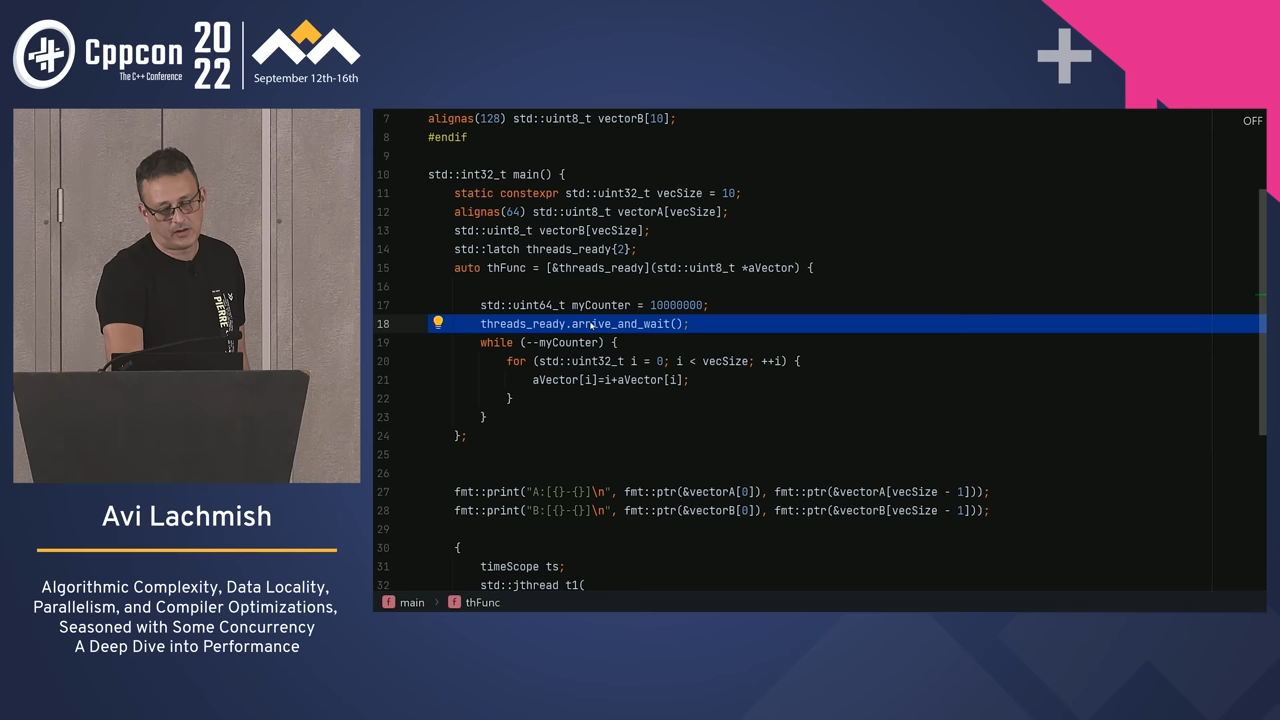 Cppcon
The C++ Conference
20
22
September 12th-16th
7 alignas(128) std::uint8_t vectorB[10];
8 #endif
9
10 std::int32_t main() {
11 static constexpr std::uint32_t vecSize = 10;
12 alignas(64) std::uint8_t vectorA[vecSize];
13 std::uint8_t vectorB[vecSize];
14 std::latch threads_ready{2};
15 auto thFunc = [&threads_ready](std::uint8_t *aVector) {
16
17 std::uint64_t myCounter = 10000000;
18 threads_ready.arrive_and_wait();
19 while (--myCounter) {
20 for (std::uint32_t i = 0; i < vecSize; ++i) {
21 aVector[i]=i+aVector[i];
22 }
23 }
24 };
25
26
27 fmt::print("A:[{}-{}]\n", fmt::ptr(&vectorA[0]), fmt::ptr(&vectorA[vecSize - 1]));
28 fmt::print("B:[{}-{}]\n", fmt::ptr(&vectorB[0]), fmt::ptr(&vectorB[vecSize - 1]));
29
30 {
31 timeScope ts;
32 std::jthread t1(
OFF
main > thFunc
PIERRE
Avi Lachmish
Algorithmic Complexity, Data Locality,
Parallelism, and Compiler Optimizations,
Seasoned with Some Concurrency
A Deep Dive into Performance